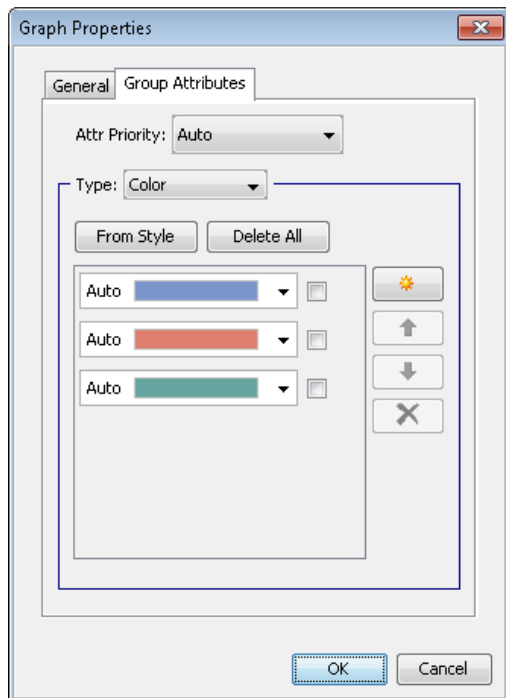 Graph Properties
General Group Attributes
Attr Priority: Auto
Type: Color
From Style Delete All
Auto
Auto
Auto
OK Cancel